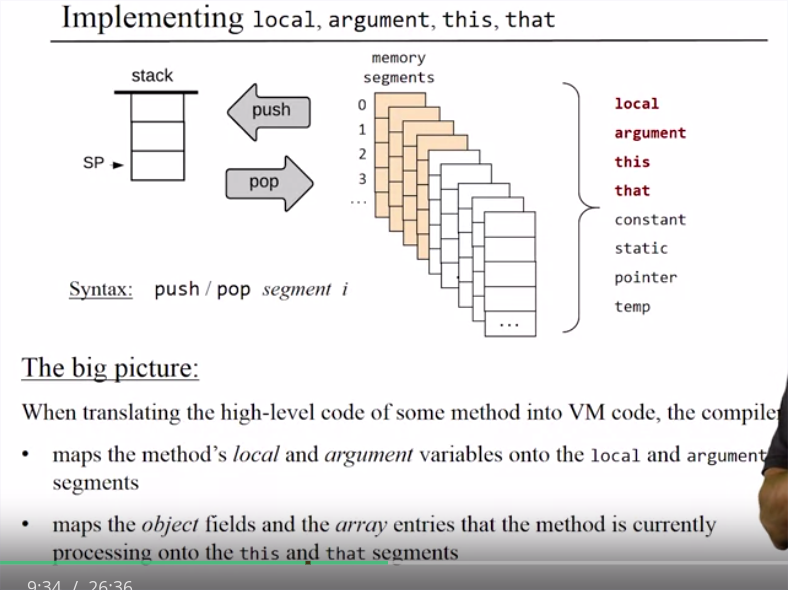 Implementing local, argument, this, that
memory
segments
stack
push
pop
SP
0
1
2
3
...
...
local
argument
this
that
constant
static
pointer
temp
Syntax: push / pop segment i
The big picture:
When translating the high-level code of some method into VM code, the compile
• maps the method's local and argument variables onto the local and argument
segments
• maps the object fields and the array entries that the method is currently
processing onto the this and that segments
9:34 / 26:36